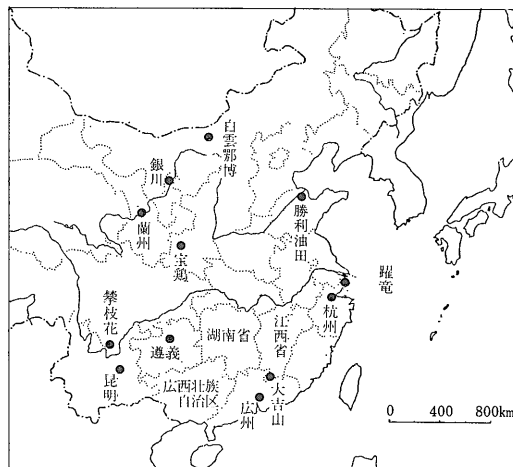 白雲鄂博
銀川
蘭州
宝鶏
勝利油田
躍竜
杭州
攀枝花
遵義
湖南省
江西省
昆明
広西壮族
自治区
大吉山
広州
0 400 800km